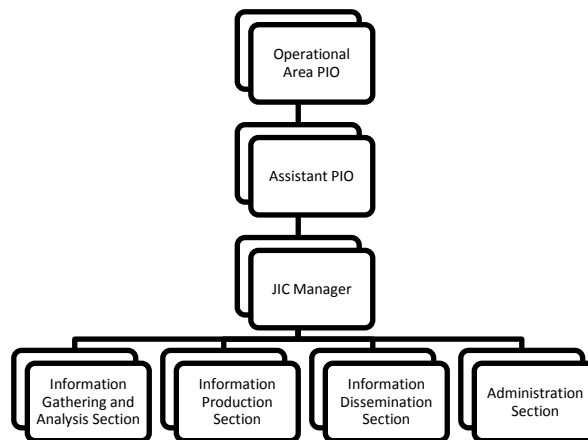 Operational
Area PIO
Assistant PIO
JIC Manager
Information
Gathering and
Analysis Section
Information
Production
Section
Information
Dissemination
Section
Administration
Section